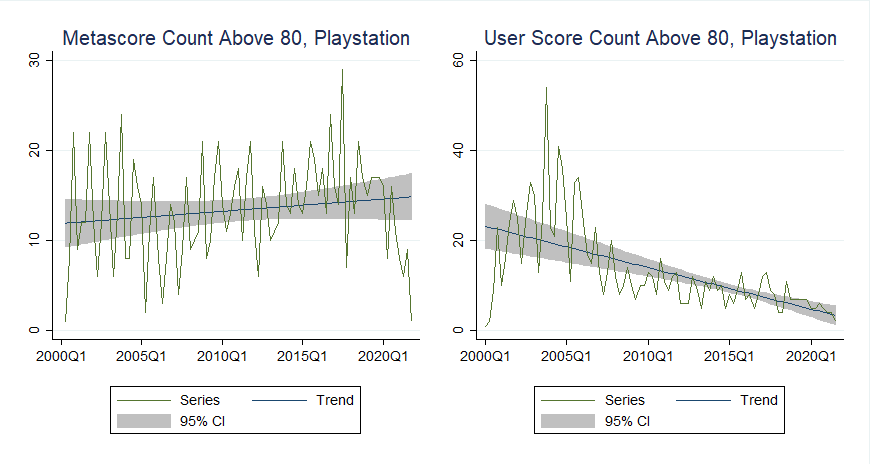 Metascore Count Above 80, Playstation
30
20
10
0
2000Q1 2005Q1 2010Q1 2015Q1 2020Q1
Series Trend
95% CI
User Score Count Above 80, Playstation
60
40
20
0
2000Q1 2005Q1 2010Q1 2015Q1 2020Q1
Series Trend
95% CI